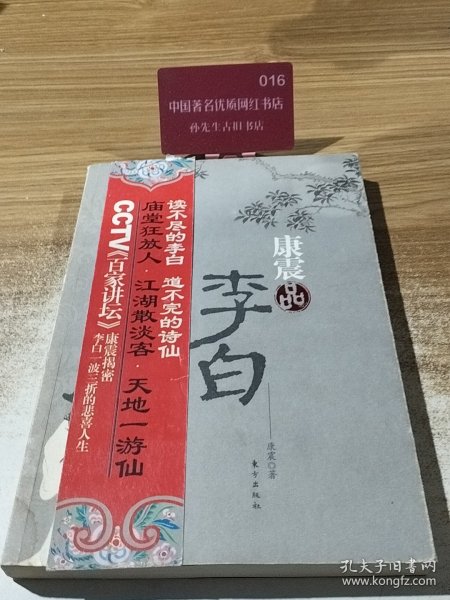 016
中国著名优质网红书店
孙先生古旧书店
康震
品
李白
康震◎著
东方出版社
读不尽的李白 道不完的诗仙
庙堂狂放人·江湖散淡客·天地一游仙
CCTV《百家讲坛》
康震揭密
李白一波三折的悲喜人生
孔夫子旧书网
www.kongfz.com